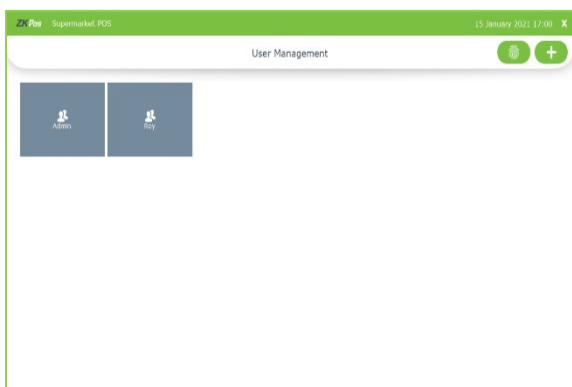 ZKPos Supermarket POS 15 January 2021 17:00 X
User Management
Admin
Roy